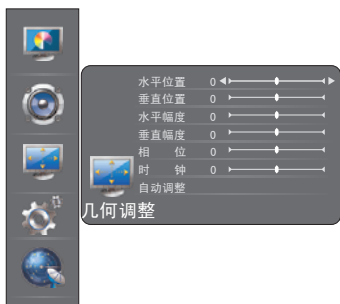 水平位置 0
垂直位置 0
水平幅度 0
垂直幅度 0
相 位 0
时 钟 0
自动调整
几何调整